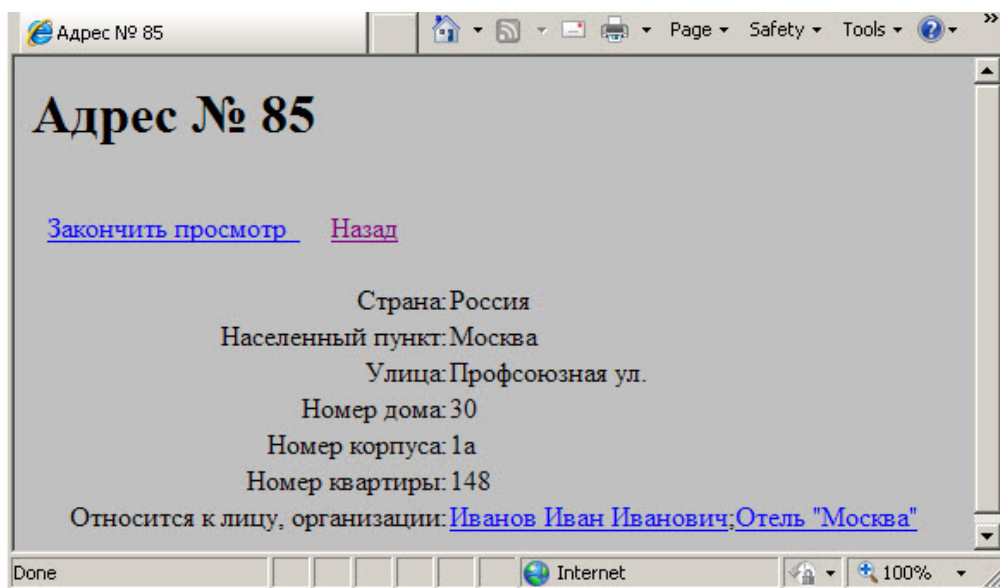 Адрес № 85
Page Safety Tools »
Адрес № 85
Закончить просмотр Назад
Страна: Россия
Населенный пункт: Москва
Улица: Профсоюзная ул.
Номер дома: 30
Номер корпуса: 1а
Номер квартиры: 148
Относится к лицу, организации: Иванов Иван Иванович;Отель "Москва"
Done Internet 100%